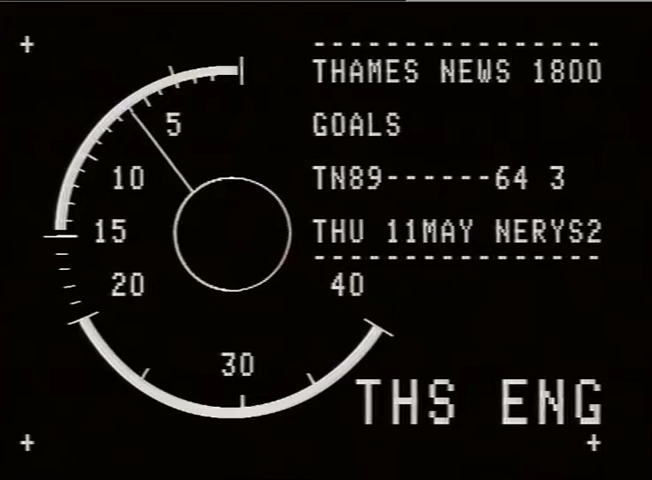 THAMES NEWS 1800
GOALS
TN89------64 3
THU 11MAY NERYS2
5
10
15
20
30
40
THS ENG